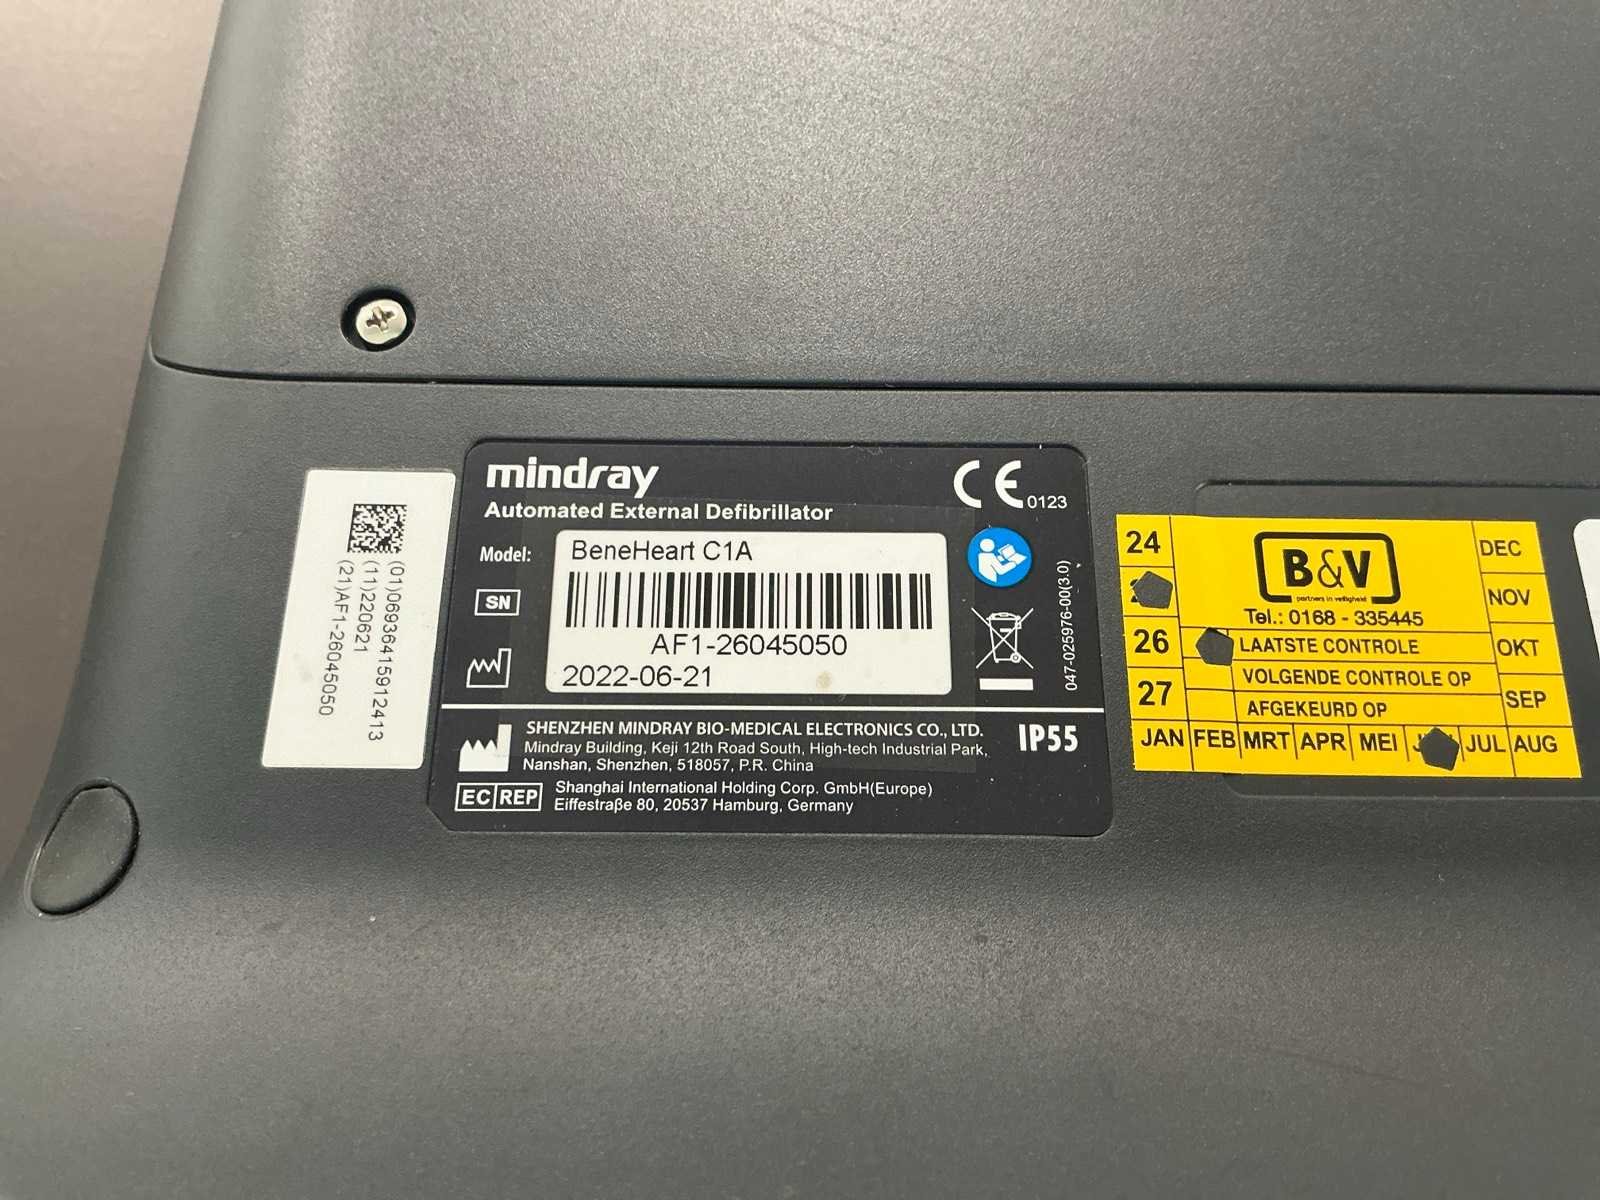 (01)06936415912413
(11)220621
(21)AF1-26045050
mindray
CE 0123
Automated External Defibrillator
Model:
BeneHeart C1A
SN
AF1-26045050
2022-06-21
047-025976-00(3.0)
SHENZHEN MINDRAY BIO-MEDICAL ELECTRONICS CO., LTD.
Mindray Building, Keji 12th Road South, High-tech Industrial Park,
Nanshan, Shenzhen, 518057, P.R. China
IP55
EC REP
Shanghai International Holding Corp. GmbH(Europe)
Eiffestraße 80, 20537 Hamburg, Germany
24
26
27
B&V
partners in veiligheid
Tel.: 0168 - 335445
LAATSTE CONTROLE
VOLGENDE CONTROLE OP
AFGEKEURD OP
DEC
NOV
OKT
SEP
JAN FEB MRT APR MEI JUL AUG